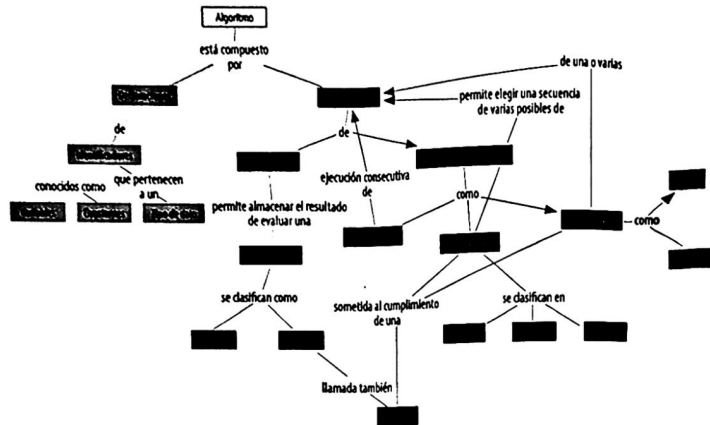 Algoritmo
está compuesto
por
de una o varias
permite elegir una secuencia
de varias posibles de
de
de
conocidos como
que pertenecen
a un
ejecución consecutiva
de
como
permite almacenar el resultado
de evaluar una
como
se clasifican como
sometida al cumplimiento
de una
se clasifican en
llamada también